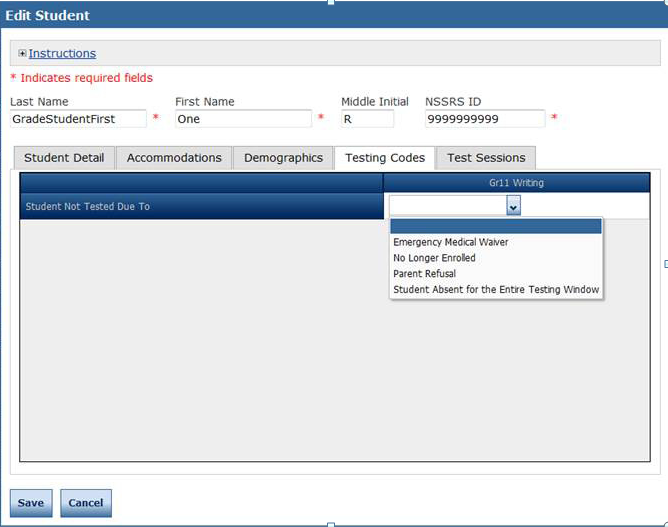 Edit Student
Instructions
* Indicates required fields
Last Name First Name Middle Initial NSSRS ID
GradeStudentFirst * One * R 9999999999 *
Student Detail Accommodations Demographics Testing Codes Test Sessions
Gr11 Writing
Student Not Tested Due To
Emergency Medical Waiver
No Longer Enrolled
Parent Refusal
Student Absent for the Entire Testing Window
Save Cancel